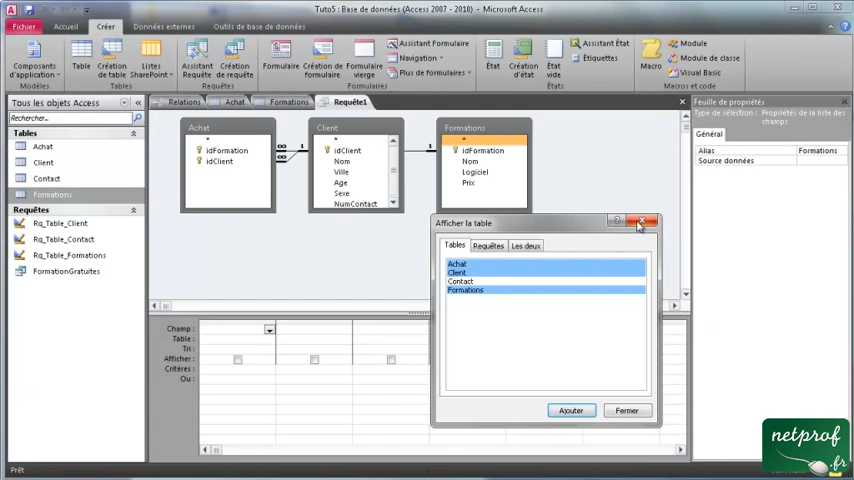 Tuto5 : Base de données (Access 2007 - 2010) - Microsoft Access
Fichier
Accueil
Créer
Données externes
Outils de base de données
Composants d'application
Table
Création de table
Listes SharePoint
Assistant Requête
Création de requête
Formulaire
Création de formulaire
Formulaire vierge
Assistant Formulaire
Navigation
Plus de formulaires
État
Création d'état
État vide
Assistant État
Étiquettes
Macro
Module
Module de classe
Visual Basic
Modèles
Tables
Requêtes
Formulaires
États
Macros et code
Tous les objets Access
Rechercher...
Tables
Achat
Client
Contact
Formations
Requêtes
Rq_Table_Client
Rq_Table_Contact
Rq_Table_Formations
FormationGratuites
Relations
Achat
Formations
Requête1
Achat
*
idFormation
idClient
Client
*
idClient
Nom
Ville
Age
Sexe
NumContact
Formations
*
idFormation
Nom
Logiciel
Prix
1
1
Afficher la table
Tables
Requêtes
Les deux
Achat
Client
Contact
Formations
Ajouter
Fermer
Champ :
Table :
Tri :
Afficher :
Critères :
Ou :
Feuille de propriétés
Type de sélection : Propriétés de la liste des champs
Général
Alias
Formations
Source données
Prêt
netprof
.fr